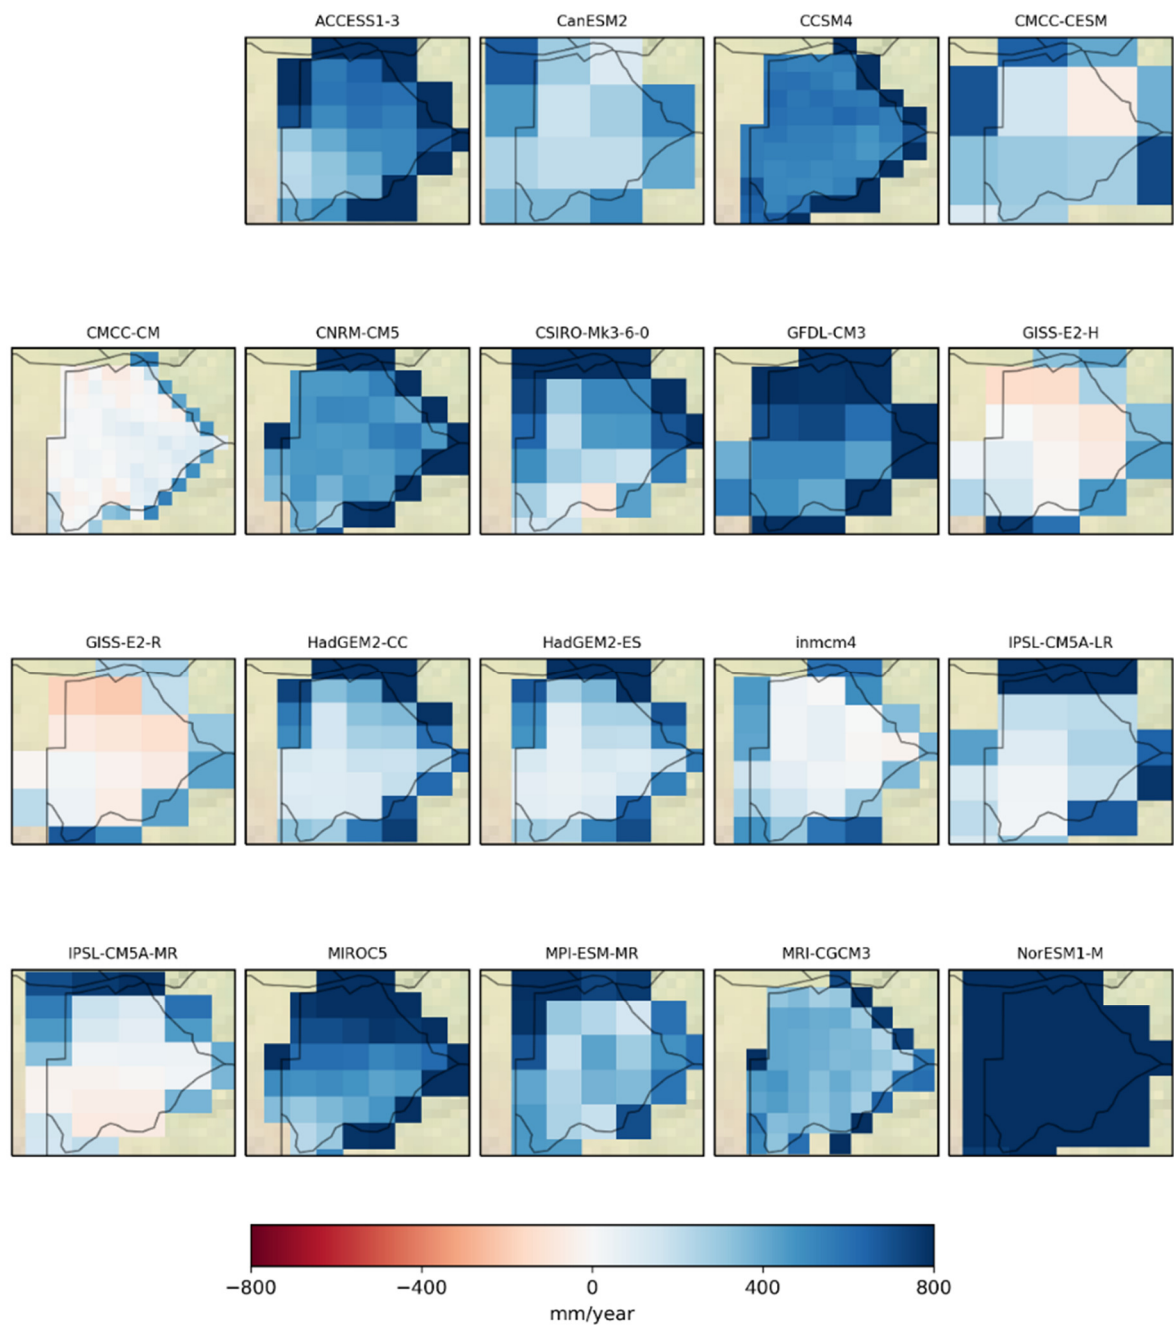 ACCESS1-3 CanESM2 CCSM4 CMCC-CESM
CMCC-CM CNRM-CM5 CSIRO-Mk3-6-0 GFDL-CM3 GISS-E2-H
GISS-E2-R HadGEM2-CC HadGEM2-ES inmcm4 IPSL-CM5A-LR
IPSL-CM5A-MR MIROC5 MPI-ESM-MR MRI-CGCM3 NorESM1-M
−800 −400 0 400 800
mm/year